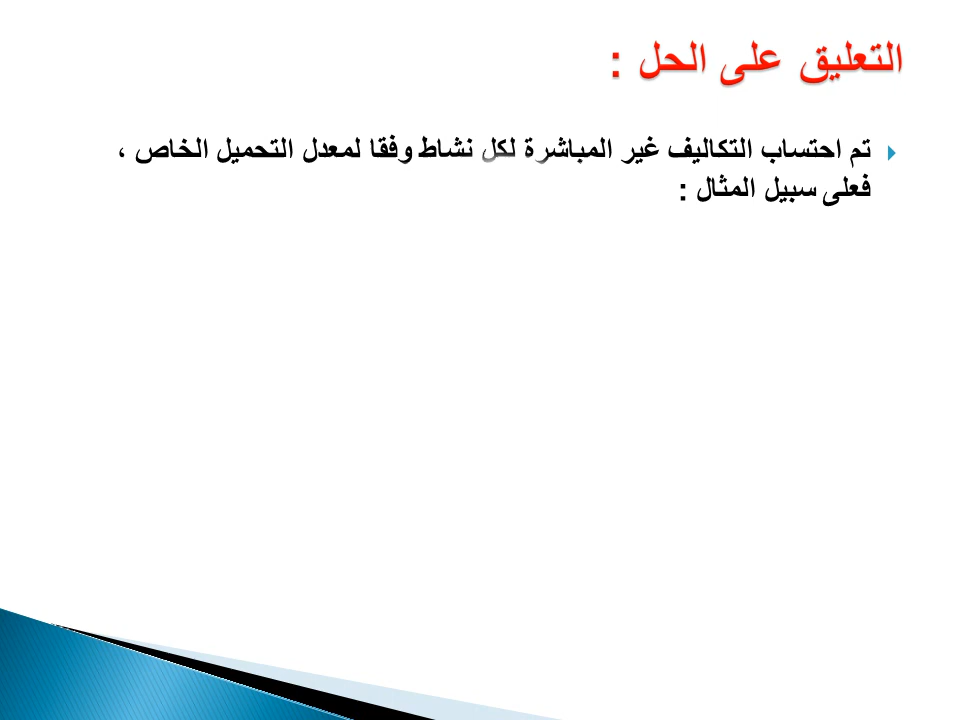 التعليق على الحل :
تم احتساب التكاليف غير المباشرة لكل نشاط وفقا لمعدل التحميل الخاص ،
فعلى سبيل المثال :